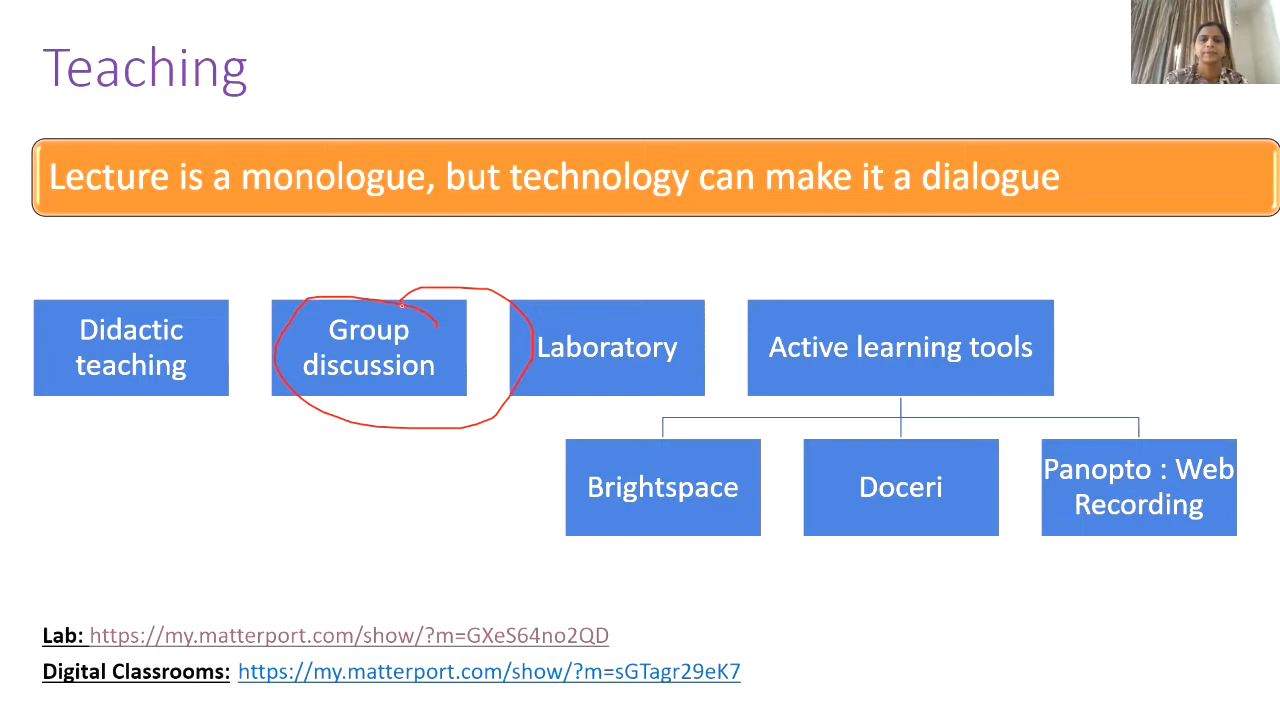 Teaching
Lecture is a monologue, but technology can make it a dialogue
Didactic
teaching
Group
discussion
Laboratory
Active learning tools
Brightspace
Doceri
Panopto : Web
Recording
Lab: https://my.matterport.com/show/?m=GXeS64no2QD
Digital Classrooms: https://my.matterport.com/show/?m=sGTagr29eK7